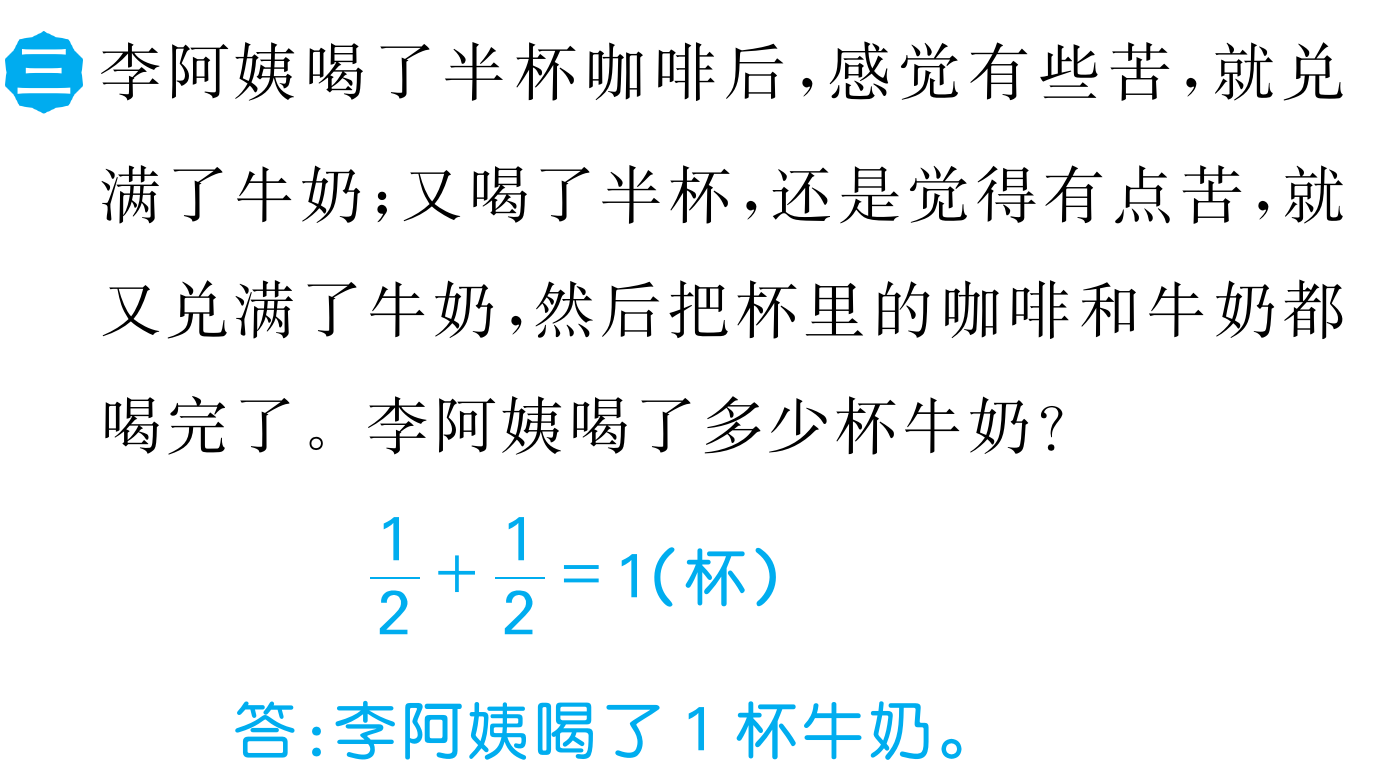 三 李阿姨喝了半杯咖啡后,感觉有些苦,就兑
满了牛奶;又喝了半杯,还是觉得有点苦,就
又兑满了牛奶,然后把杯里的咖啡和牛奶都
喝完了。李阿姨喝了多少杯牛奶?
1/2 + 1/2 = 1(杯)
答:李阿姨喝了 1 杯牛奶。